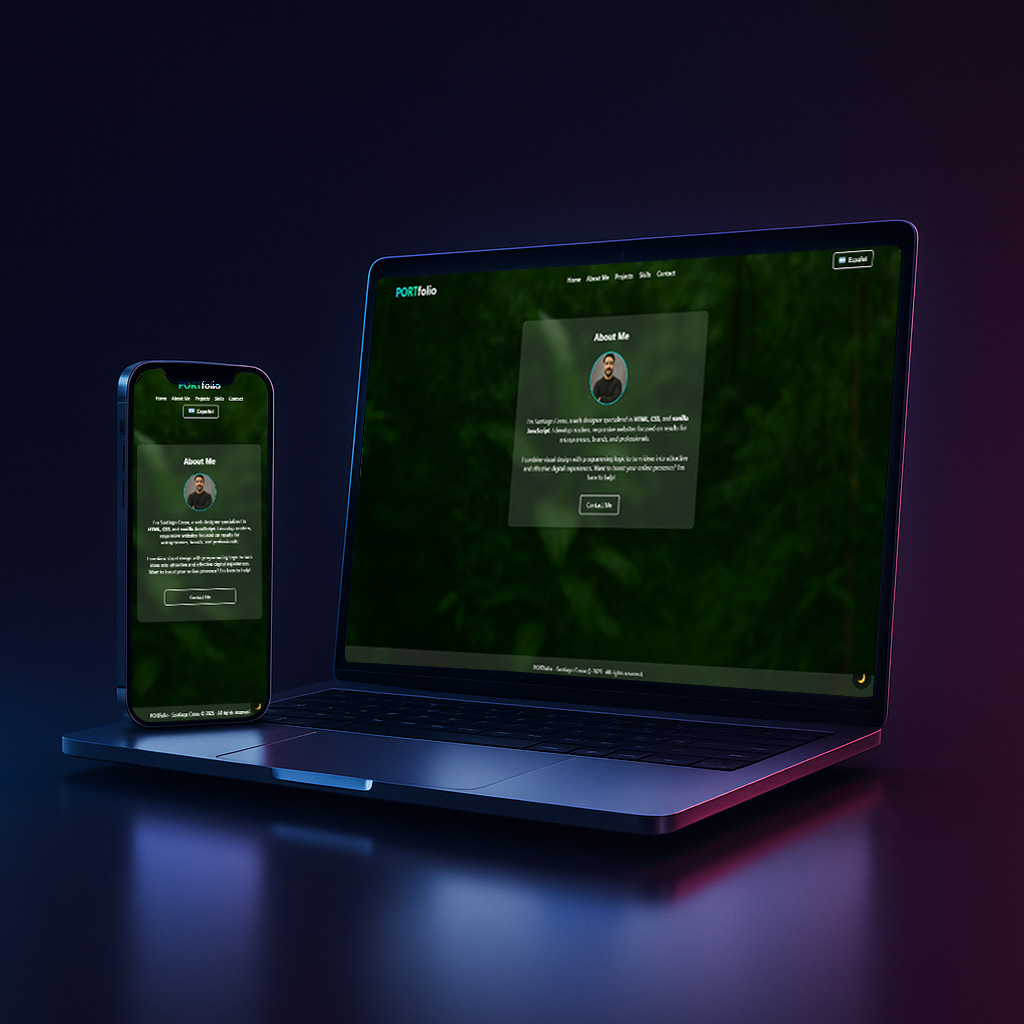 PORTfolio
Home About Me Projects Skills Contact
Español
About Me
I'm Santiago Cossu, a web designer specialized in
HTML, CSS, and vanilla JavaScript. I develop modern,
responsive websites focused on results for
entrepreneurs, brands, and professionals.
I combine visual design with programming logic to turn
ideas into attractive and effective digital experiences.
Want to boost your online presence? I'm here to help!
Contact Me
PORTfolio - Santiago Cossu © 2025 - All rights reserved.
PORTfolio
Home About Me Projects Skills Contact
Español
About Me
I'm Santiago Cossu, a web designer specialized in HTML, CSS, and vanilla
JavaScript. I develop modern, responsive websites focused on results for
entrepreneurs, brands, and professionals.
I combine visual design with programming logic to turn ideas into attractive
and effective digital experiences. Want to boost your online presence? I'm
here to help!
Contact Me
PORTfolio - Santiago Cossu © 2025 - All rights reserved.